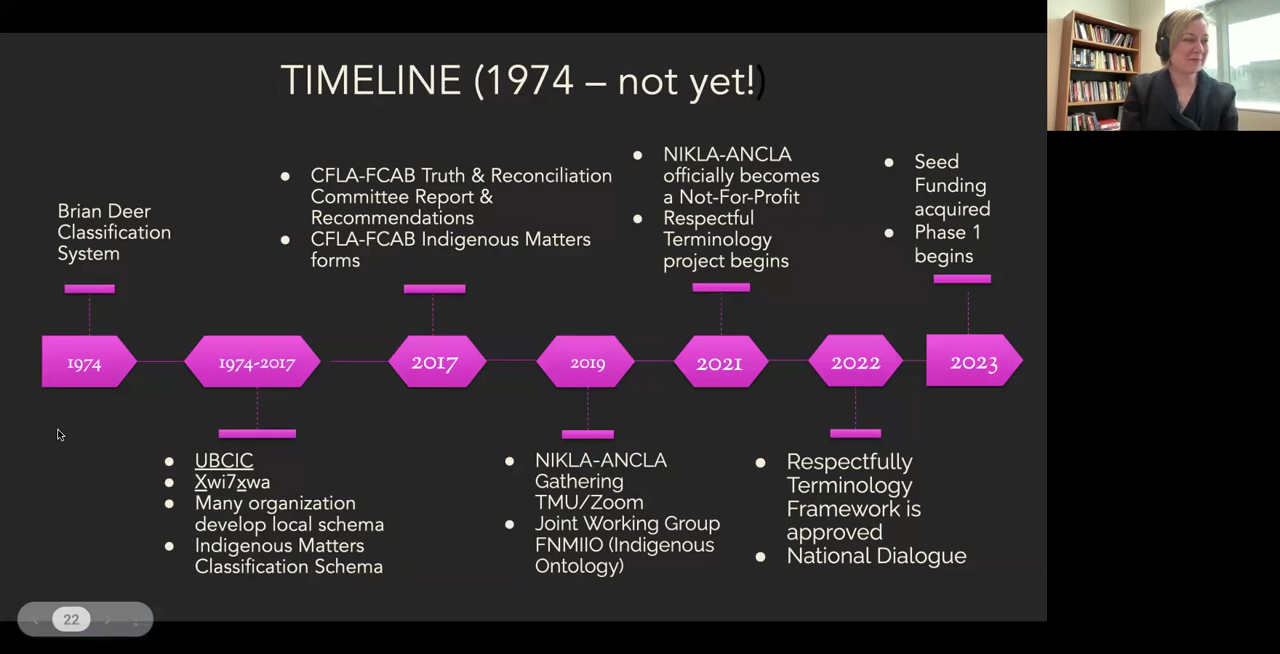 TIMELINE (1974 – not yet!)
Brian Deer
Classification
System
CFLA-FCAB Truth & Reconciliation
Committee Report &
Recommendations
CFLA-FCAB Indigenous Matters
forms
NIKLA-ANCLA
officially becomes
a Not-For-Profit
Respectful
Terminology
project begins
Seed
Funding
acquired
Phase 1
begins
1974
1974-2017
2017
2019
2021
2022
2023
UBCIC
Xwi7xwa
Many organization
develop local schema
Indigenous Matters
Classification Schema
NIKLA-ANCLA
Gathering
TMU/Zoom
Joint Working Group
FNMIIO (Indigenous
Ontology)
Respectfully
Terminology
Framework is
approved
National Dialogue
22